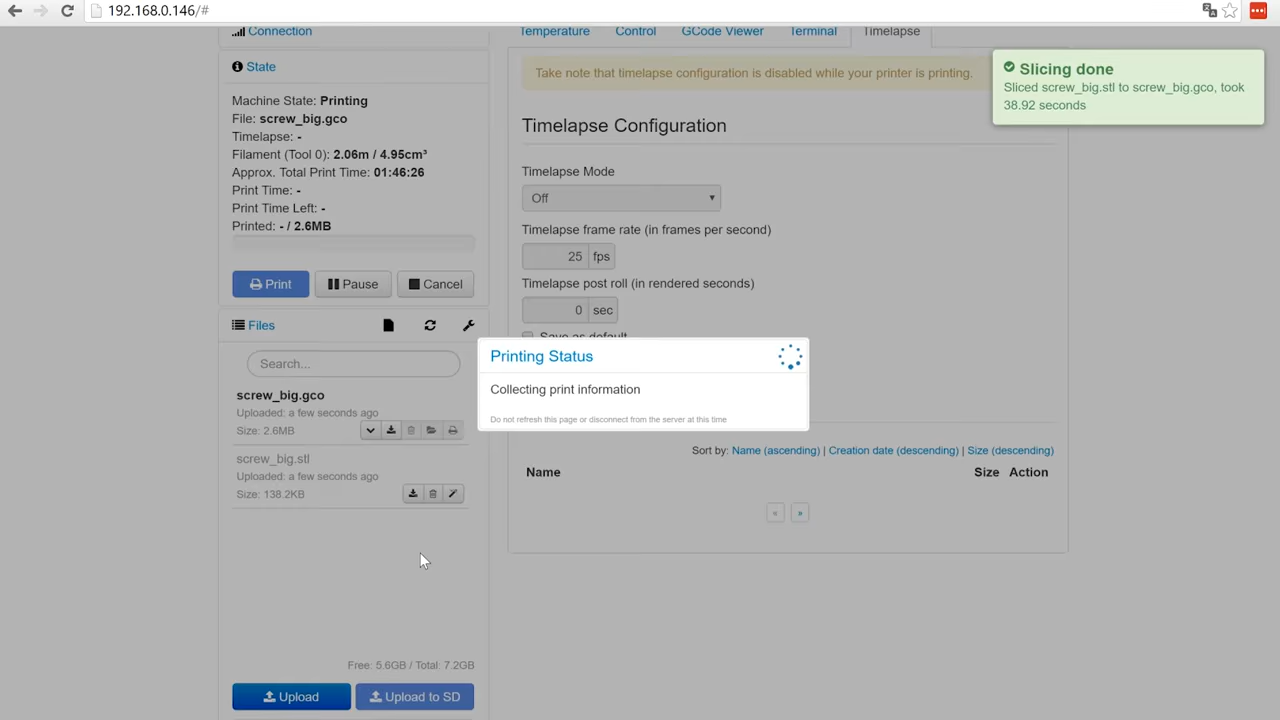 192.168.0.146/#
Connection
State
Machine State: Printing
File: screw_big.gco
Timelapse: -
Filament (Tool 0): 2.06m / 4.95cm³
Approx. Total Print Time: 01:46:26
Print Time: -
Print Time Left: -
Printed: - / 2.6MB
Print
Pause
Cancel
Files
Search...
screw_big.gco
Uploaded: a few seconds ago
Size: 2.6MB
screw_big.stl
Uploaded: a few seconds ago
Size: 138.2KB
Free: 5.6GB / Total: 7.2GB
Upload
Upload to SD
Temperature
Control
GCode Viewer
Terminal
Timelapse
Take note that timelapse configuration is disabled while your printer is printing.
Timelapse Configuration
Timelapse Mode
Off
Timelapse frame rate (in frames per second)
25 fps
Timelapse post roll (in rendered seconds)
0 sec
Save as default
Printing Status
Collecting print information
Do not refresh this page or disconnect from the server at this time
Sort by: Name (ascending) | Creation date (descending) | Size (descending)
Name Size Action
« »
Slicing done
Sliced screw_big.stl to screw_big.gco, took
38.92 seconds